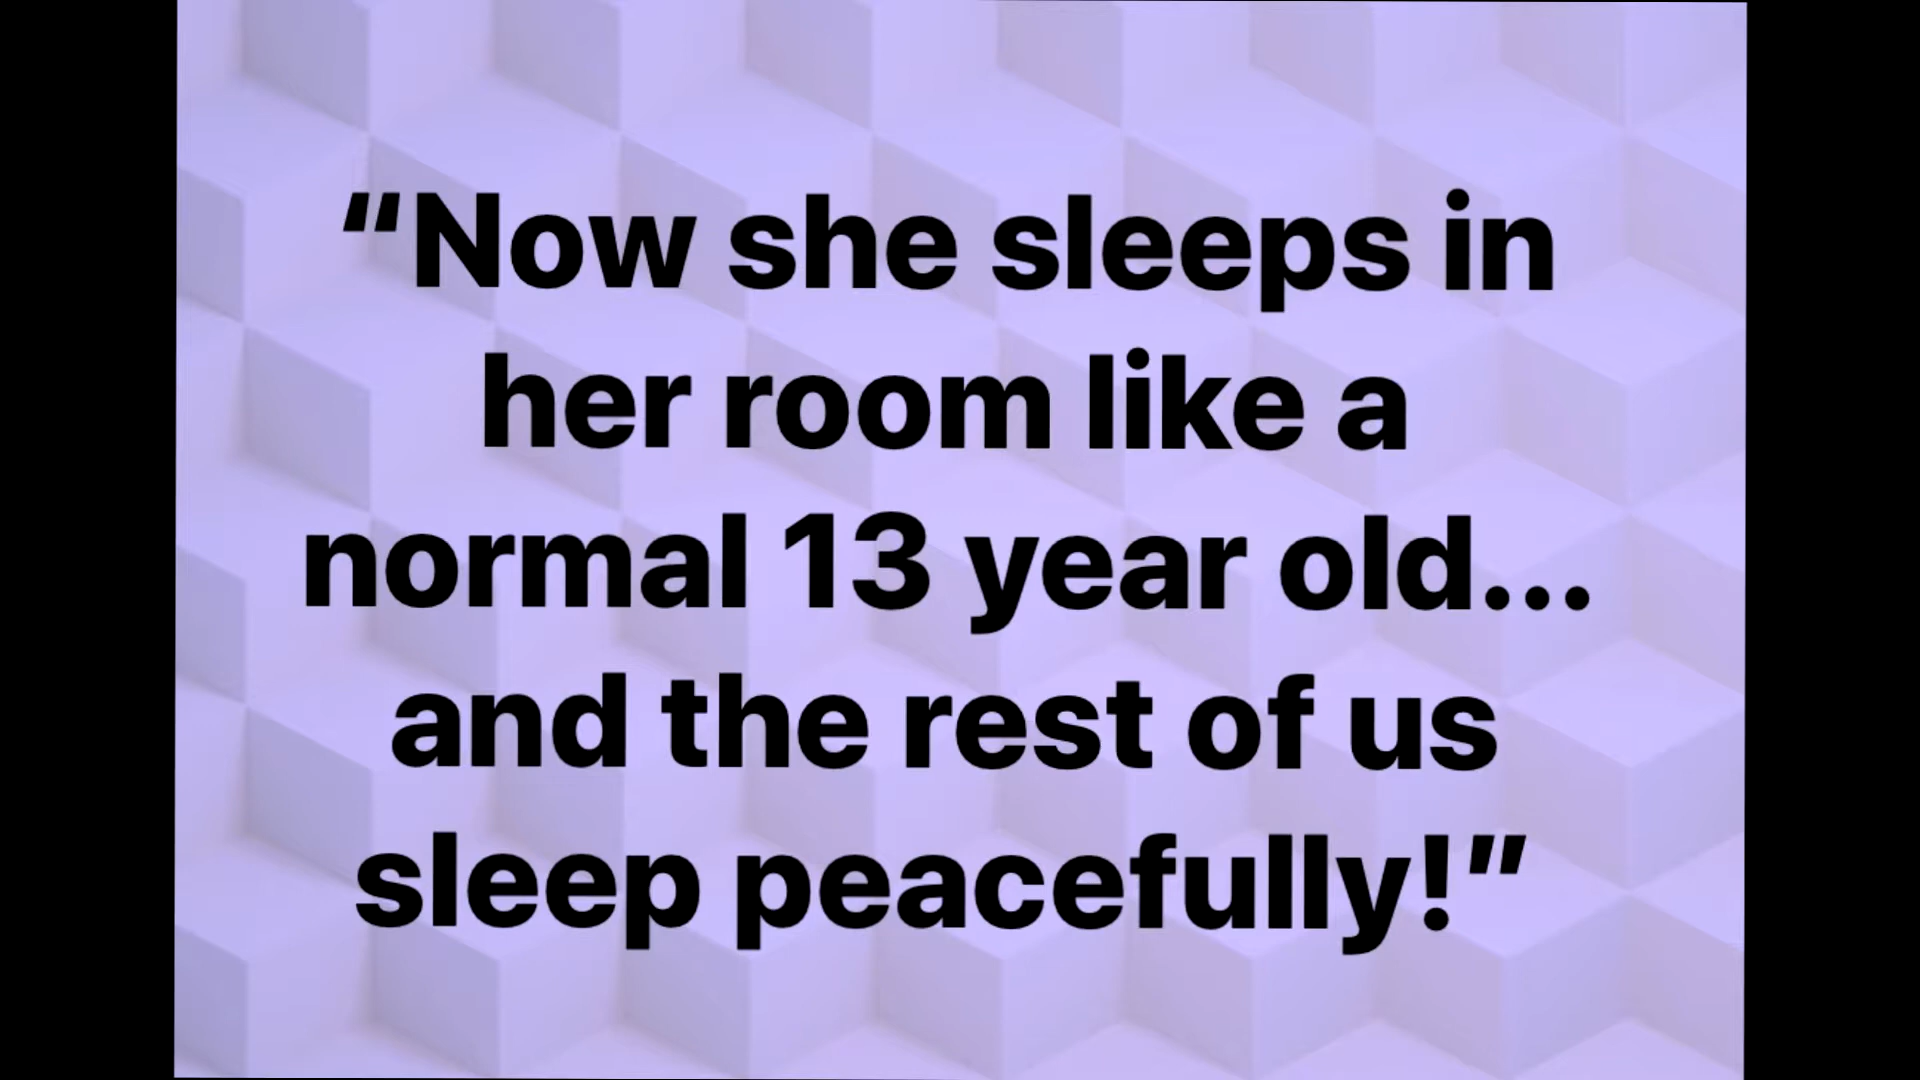 “Now she sleeps in
her room like a
normal 13 year old...
and the rest of us
sleep peacefully!”